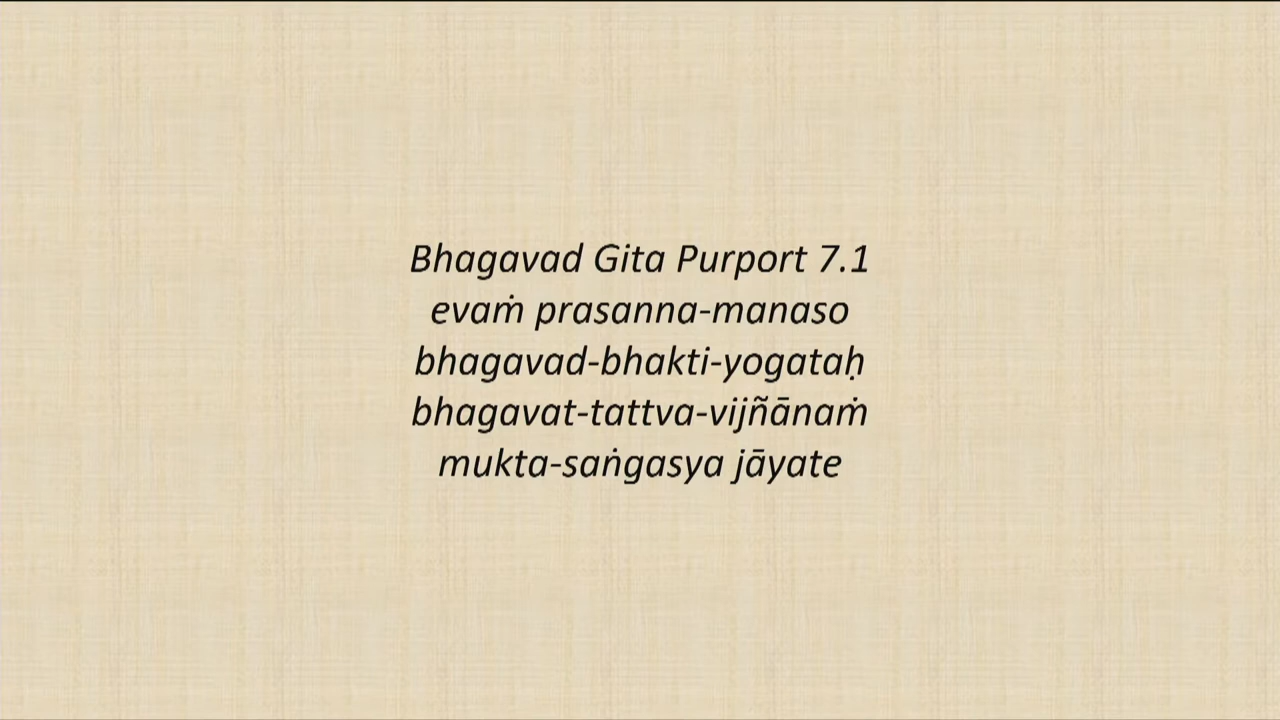 Bhagavad Gita Purport 7.1
evaṁ prasanna-manaso
bhagavad-bhakti-yogataḥ
bhagavat-tattva-vijñānaṁ
mukta-saṅgasya jāyate